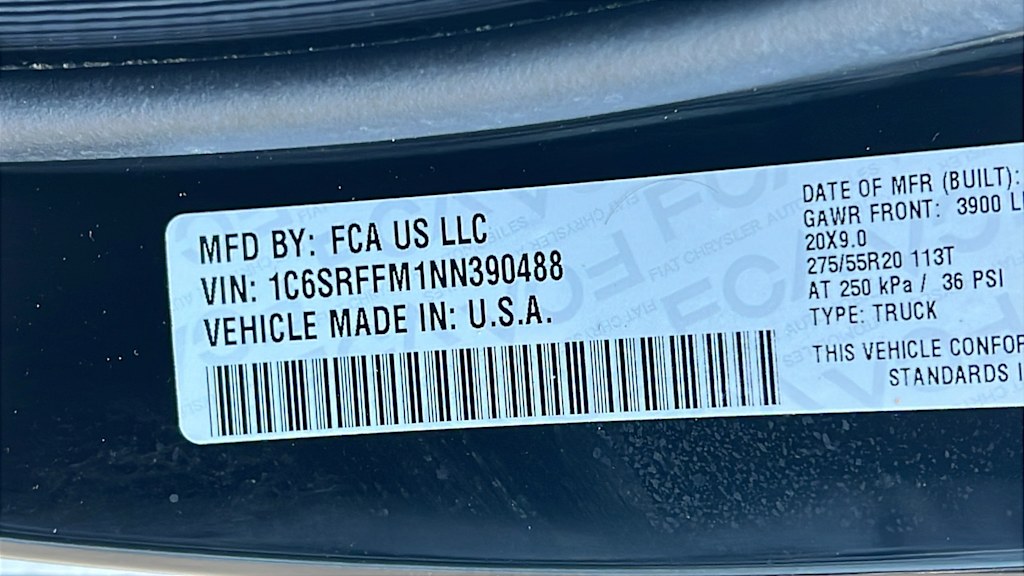 MFD BY: FCA US LLC
VIN: 1C6SRFFM1NN390488
VEHICLE MADE IN: U.S.A.
DATE OF MFR (BUILT):
GAWR FRONT: 3900
20X9.0
275/55R20 113T
AT 250 kPa / 36 PSI
TYPE: TRUCK
THIS VEHICLE
STANDARDS